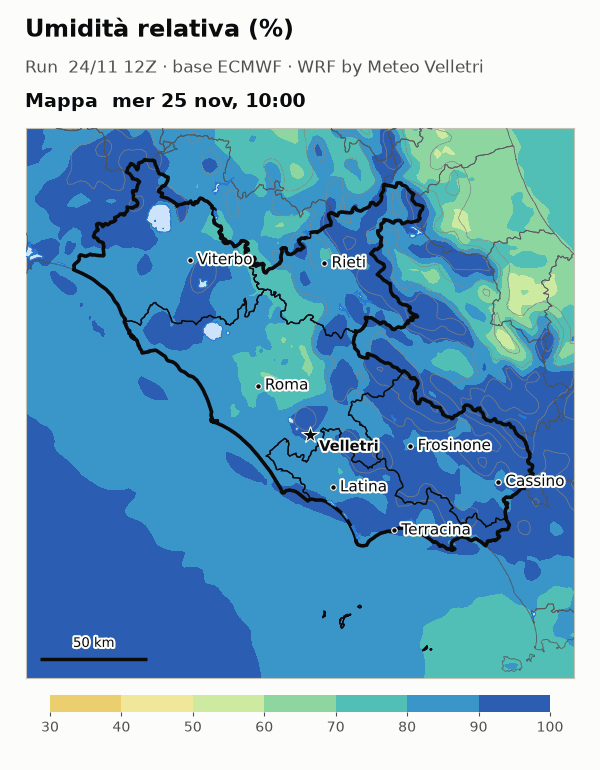 Umidità relativa (%)
Run  24/11 12Z · base ECMWF · WRF by Meteo Velletri
Mappa  mer 25 nov, 10:00
Viterbo
Rieti
Roma
Velletri
Frosinone
Cassino
Latina
Terracina
50 km
30 40 50 60 70 80 90 100